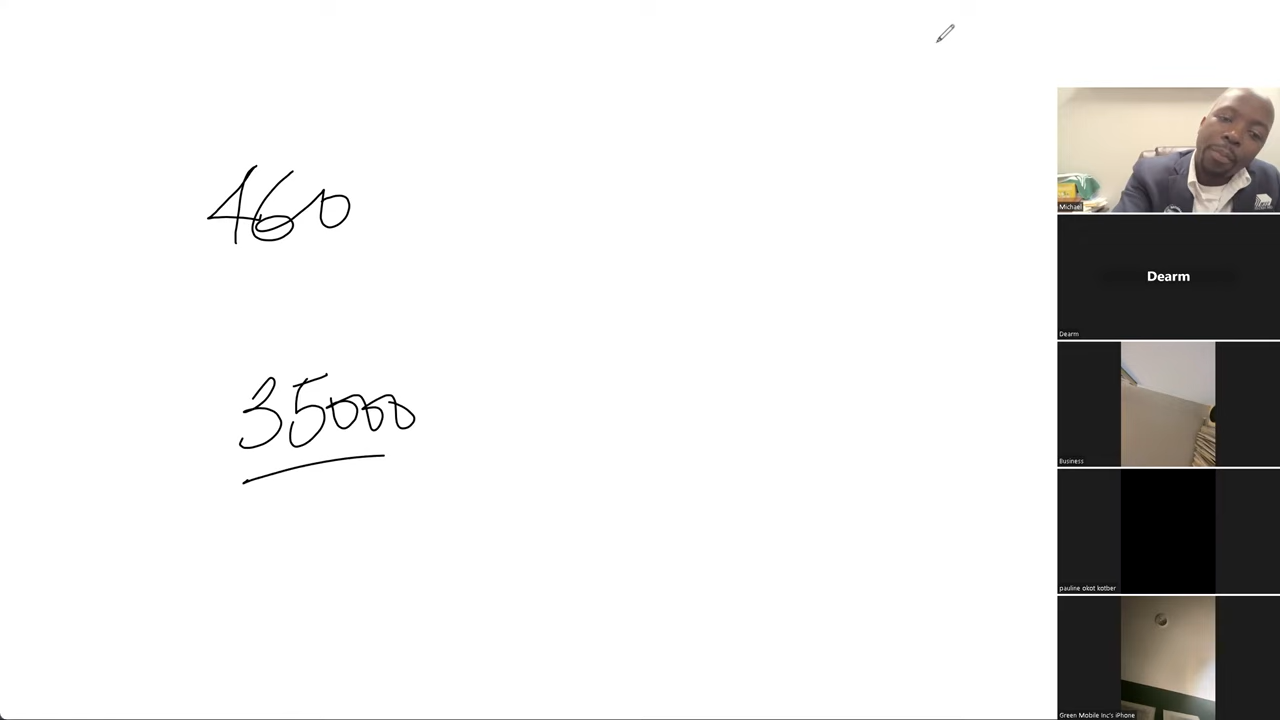 460
35000
Michael
Dearm
Dearm
Business
pauline okot kotber
Green Mobile Inc's iPhone